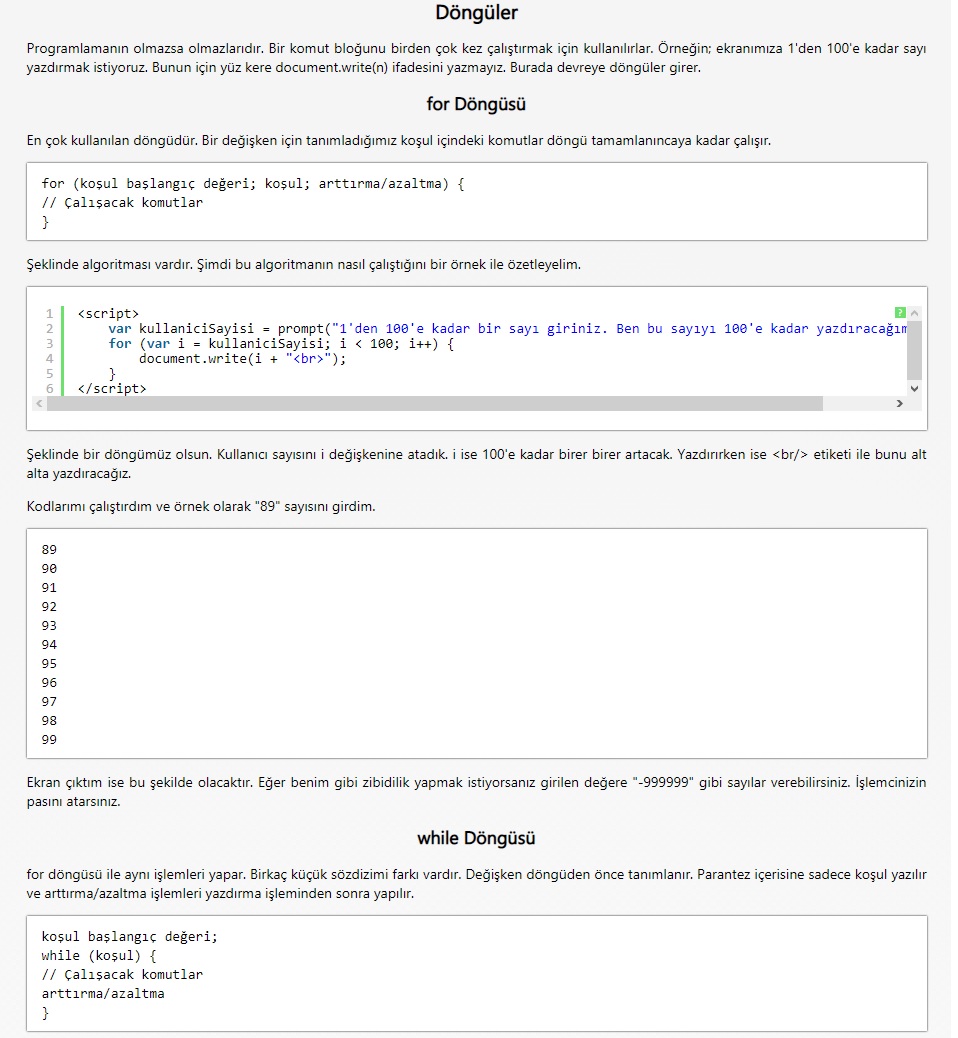 Döngüler
Programlamanın olmazsa olmazlarıdır. Bir komut bloğunu birden çok kez çalıştırmak için kullanılırlar. Örneğin; ekranımıza 1'den 100'e kadar sayı
yazdırmak istiyoruz. Bunun için yüz kere document.write(n) ifadesini yazmayız. Burada devreye döngüler girer.
for Döngüsü
En çok kullanılan döngüdür. Bir değişken için tanımladığımız koşul içindeki komutlar döngü tamamlanıncaya kadar çalışır.
for (koşul başlangıç değeri; koşul; arttırma/azaltma) {
// Çalışacak komutlar
}
Şeklinde algoritması vardır. Şimdi bu algoritmanın nasıl çalıştığını bir örnek ile özetleyelim.
1 <script> ?
2 var kullaniciSayisi = prompt("1'den 100'e kadar bir sayı giriniz. Ben bu sayıyı 100'e kadar yazdıracağım
3 for (var i = kullaniciSayisi; i < 100; i++) {
4 document.write(i + "<br>");
5 }
6 </script>
Şeklinde bir döngümüz olsun. Kullanıcı sayısını i değişkenine atadık. i ise 100'e kadar birer birer artacak. Yazdırırken ise <br/> etiketi ile bunu alt
alta yazdıracağız.
Kodlarımı çalıştırdım ve örnek olarak "89" sayısını girdim.
89
90
91
92
93
94
95
96
97
98
99
Ekran çıktım ise bu şekilde olacaktır. Eğer benim gibi zibidilik yapmak istiyorsanız girilen değere "-999999" gibi sayılar verebilirsiniz. İşlemcinizin
pasını atarsınız.
while Döngüsü
for döngüsü ile aynı işlemleri yapar. Birkaç küçük sözdizimi farkı vardır. Değişken döngüden önce tanımlanır. Parantez içerisine sadece koşul yazılır
ve arttırma/azaltma işlemleri yazdırma işleminden sonra yapılır.
koşul başlangıç değeri;
while (koşul) {
// Çalışacak komutlar
arttırma/azaltma
}